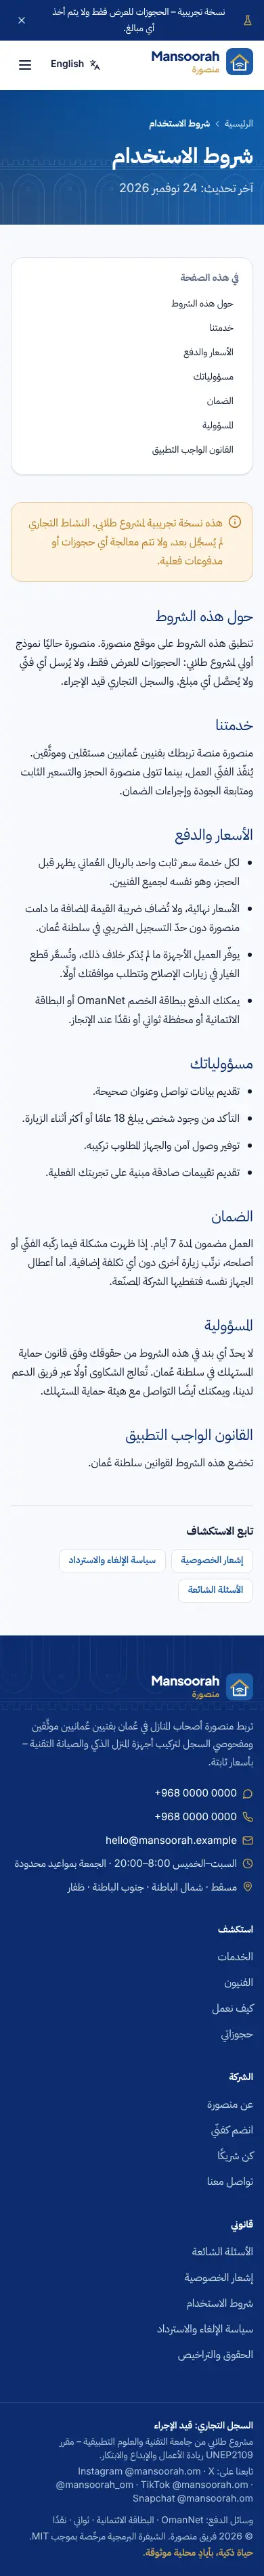 نسخة تجريبية – الحجوزات للعرض فقط ولا يتم أخذ
أي مبالغ.
Mansoorah
منصورة
English
الرئيسية › شروط الاستخدام
شروط الاستخدام
آخر تحديث: 24 نوفمبر 2026
في هذه الصفحة
حول هذه الشروط
خدمتنا
الأسعار والدفع
مسؤولياتك
الضمان
المسؤولية
القانون الواجب التطبيق
هذه نسخة تجريبية لمشروع طلابي. النشاط التجاري
لم يُسجَّل بعد، ولا تتم معالجة أي حجوزات أو
مدفوعات فعلية.
حول هذه الشروط
تنطبق هذه الشروط على موقع منصورة. منصورة حاليًا نموذج
أولي لمشروع طلابي: الحجوزات للعرض فقط، ولا يُرسل أي فنّي
ولا يُحصَّل أي مبلغ. والسجل التجاري قيد الإجراء.
خدمتنا
منصورة منصة تربطك بفنيين عُمانيين مستقلين وموثَّقين.
يُنفّذ الفنّي العمل، بينما تتولى منصورة الحجز والتسعير الثابت
ومتابعة الجودة وإجراءات الضمان.
الأسعار والدفع
لكل خدمة سعر ثابت واحد بالريال العُماني يظهر قبل
الحجز، وهو نفسه لجميع الفنيين.
الأسعار نهائية، ولا تُضاف ضريبة القيمة المضافة ما دامت
منصورة دون حدّ التسجيل الضريبي في سلطنة عُمان.
يوفّر العميل الأجهزة ما لم يُذكر خلاف ذلك، وتُسعَّر قطع
الغيار في زيارات الإصلاح وتتطلب موافقتك أولًا.
يمكنك الدفع ببطاقة الخصم OmanNet أو البطاقة
الائتمانية أو محفظة ثواني أو نقدًا عند الإنجاز.
مسؤولياتك
تقديم بيانات تواصل وعنوان صحيحة.
التأكد من وجود شخص يبلغ 18 عامًا أو أكثر أثناء الزيارة.
توفير وصول آمن والجهاز المطلوب تركيبه.
تقديم تقييمات صادقة مبنية على تجربتك الفعلية.
الضمان
العمل مضمون لمدة 7 أيام. إذا ظهرت مشكلة فيما ركّبه الفنّي أو
أصلحه، نرتّب زيارة أخرى دون أي تكلفة إضافية. أما أعطال
الجهاز نفسه فتغطيها الشركة المصنّعة.
المسؤولية
لا يحدّ أي بند في هذه الشروط من حقوقك وفق قانون حماية
المستهلك في سلطنة عُمان. تُعالج الشكاوى أولًا عبر فريق الدعم
لدينا، ويمكنك أيضًا التواصل مع هيئة حماية المستهلك.
القانون الواجب التطبيق
تخضع هذه الشروط لقوانين سلطنة عُمان.
تابع الاستكشاف
إشعار الخصوصية
سياسة الإلغاء والاسترداد
الأسئلة الشائعة
Mansoorah
منصورة
تربط منصورة أصحاب المنازل في عُمان بفنيين عُمانيين موثَّقين
ومفحوصي السجل لتركيب أجهزة المنزل الذكي والصيانة التقنية –
بأسعار ثابتة.
+968 0000 0000
+968 0000 0000
hello@mansoorah.example
السبت–الخميس 8:00–20:00 · الجمعة بمواعيد محدودة
مسقط · شمال الباطنة · جنوب الباطنة · ظفار
استكشف
الخدمات
الفنيون
كيف نعمل
حجوزاتي
الشركة
عن منصورة
انضم كفنّي
كن شريكًا
تواصل معنا
قانوني
الأسئلة الشائعة
إشعار الخصوصية
شروط الاستخدام
سياسة الإلغاء والاسترداد
الحقوق والتراخيص
السجل التجاري: قيد الإجراء
مشروع طلابي من جامعة التقنية والعلوم التطبيقية – مقرر
UNEP2109 ريادة الأعمال والإبداع والابتكار.
تابعنا على: Instagram @mansoorah.om · X
@mansoorah_om · TikTok @mansoorah.om ·
Snapchat @mansoorah.om
وسائل الدفع: OmanNet · البطاقة الائتمانية · ثواني · نقدًا
© 2026 فريق منصورة. الشيفرة البرمجية مرخّصة بموجب MIT.
حياة ذكية، بأيادٍ محلية موثوقة.